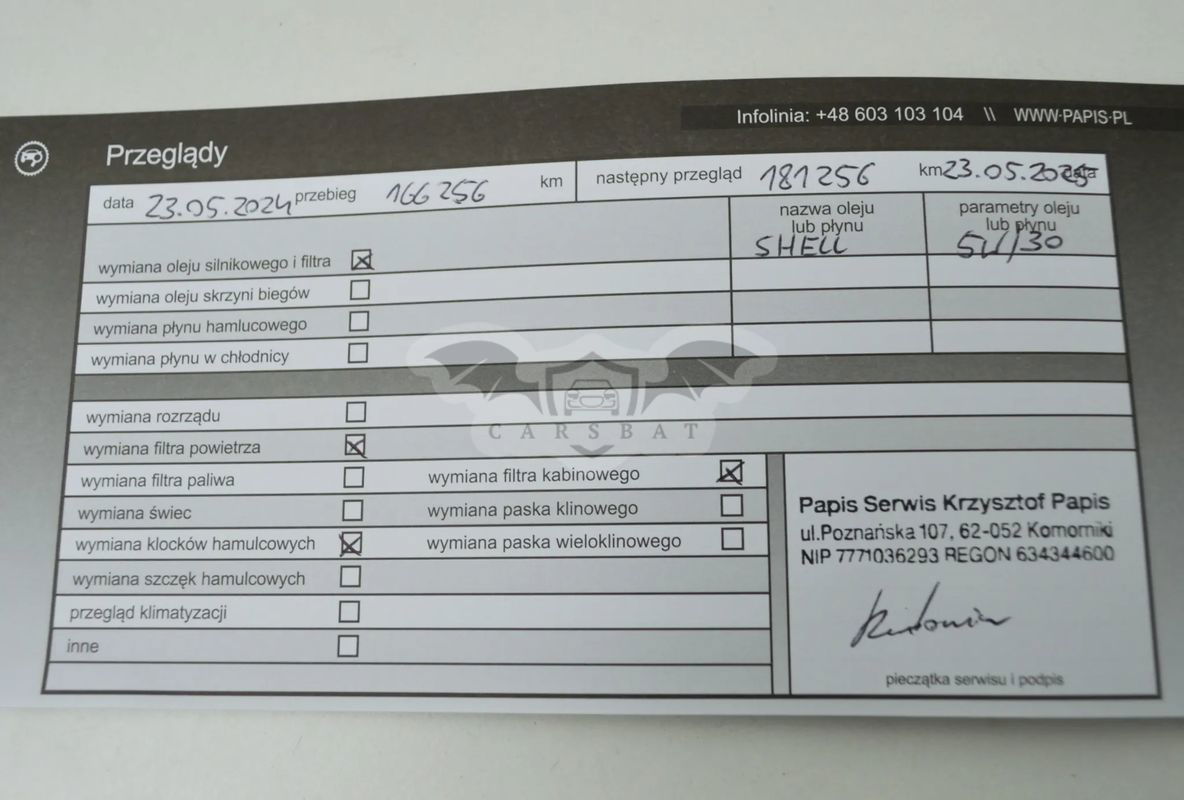 Infolinia: +48 603 103 104 \\ WWW.PAPIS.PL
Przeglądy
data 23.05.2024 przebieg 166 256 km następny przegląd 181256 km 23.05.2025 data
nazwa oleju lub płynu
parametry oleju lub płynu
wymiana oleju silnikowego i filtra SHELL 5W/30
wymiana oleju skrzyni biegów
wymiana płynu hamlucowego
wymiana płynu w chłodnicy
CARSBAT
wymiana rozrządu
wymiana filtra powietrza
wymiana filtra paliwa wymiana filtra kabinowego
wymiana świec wymiana paska klinowego
wymiana klocków hamulcowych wymiana paska wieloklinowego
wymiana szczęk hamulcowych
przegląd klimatyzacji
inne
Papis Serwis Krzysztof Papis
ul.Poznańska 107, 62-052 Komorniki
NIP 7771036293 REGON 634344600
pieczątka serwisu i podpis